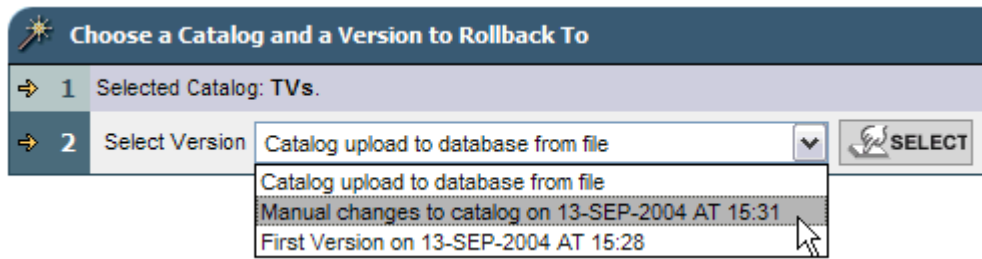 Choose a Catalog and a Version to Rollback To
1 Selected Catalog: TVs.
2 Select Version Catalog upload to database from file SELECT
Catalog upload to database from file
Manual changes to catalog on 13-SEP-2004 AT 15:31
First Version on 13-SEP-2004 AT 15:28